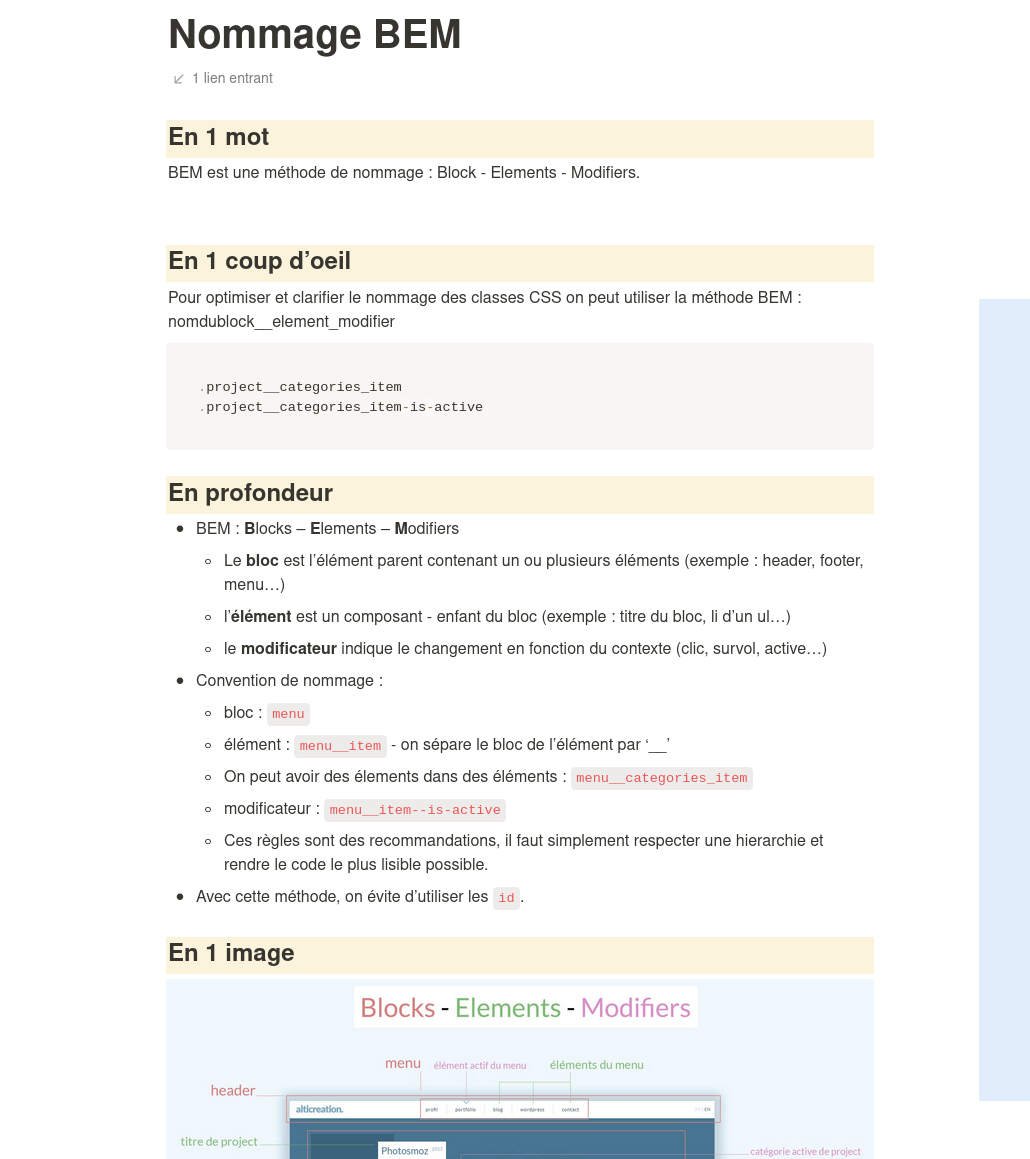 Nommage BEM
1 lien entrant
En 1 mot
BEM est une méthode de nommage : Block - Elements - Modifiers.
En 1 coup d’oeil
Pour optimiser et clarifier le nommage des classes CSS on peut utiliser la méthode BEM :
nomdublock__element_modifier
.project__categories_item
.project__categories_item-is-active
En profondeur
BEM : Blocks – Elements – Modifiers
Le bloc est l’élément parent contenant un ou plusieurs éléments (exemple : header, footer,
menu…)
l’élément est un composant - enfant du bloc (exemple : titre du bloc, li d’un ul…)
le modificateur indique le changement en fonction du contexte (clic, survol, active…)
Convention de nommage :
bloc : menu
élément : menu__item - on sépare le bloc de l’élément par ‘__’
On peut avoir des élements dans des éléments : menu__categories_item
modificateur : menu__item--is-active
Ces règles sont des recommandations, il faut simplement respecter une hierarchie et
rendre le code le plus lisible possible.
Avec cette méthode, on évite d’utiliser les id.
En 1 image
Blocks - Elements - Modifiers
menu élément actif du menu éléments du menu
header
alticreation. profil portfolio blog wordpress contact EN
titre de project
Photosmoz 2017
catégorie active de project